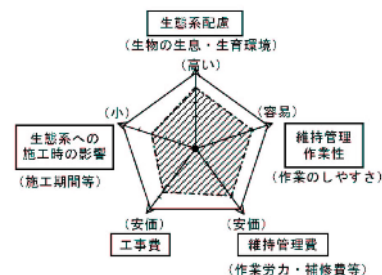 生態系配慮
(生物の生息・生育環境)
(高い)
(小)
(容易)
生態系への
施工時の影響
(施工期間等)
維持管理
作業性
(作業のしやすさ)
(安価)
(安価)
工事費
維持管理費
(作業労力・補修費等)